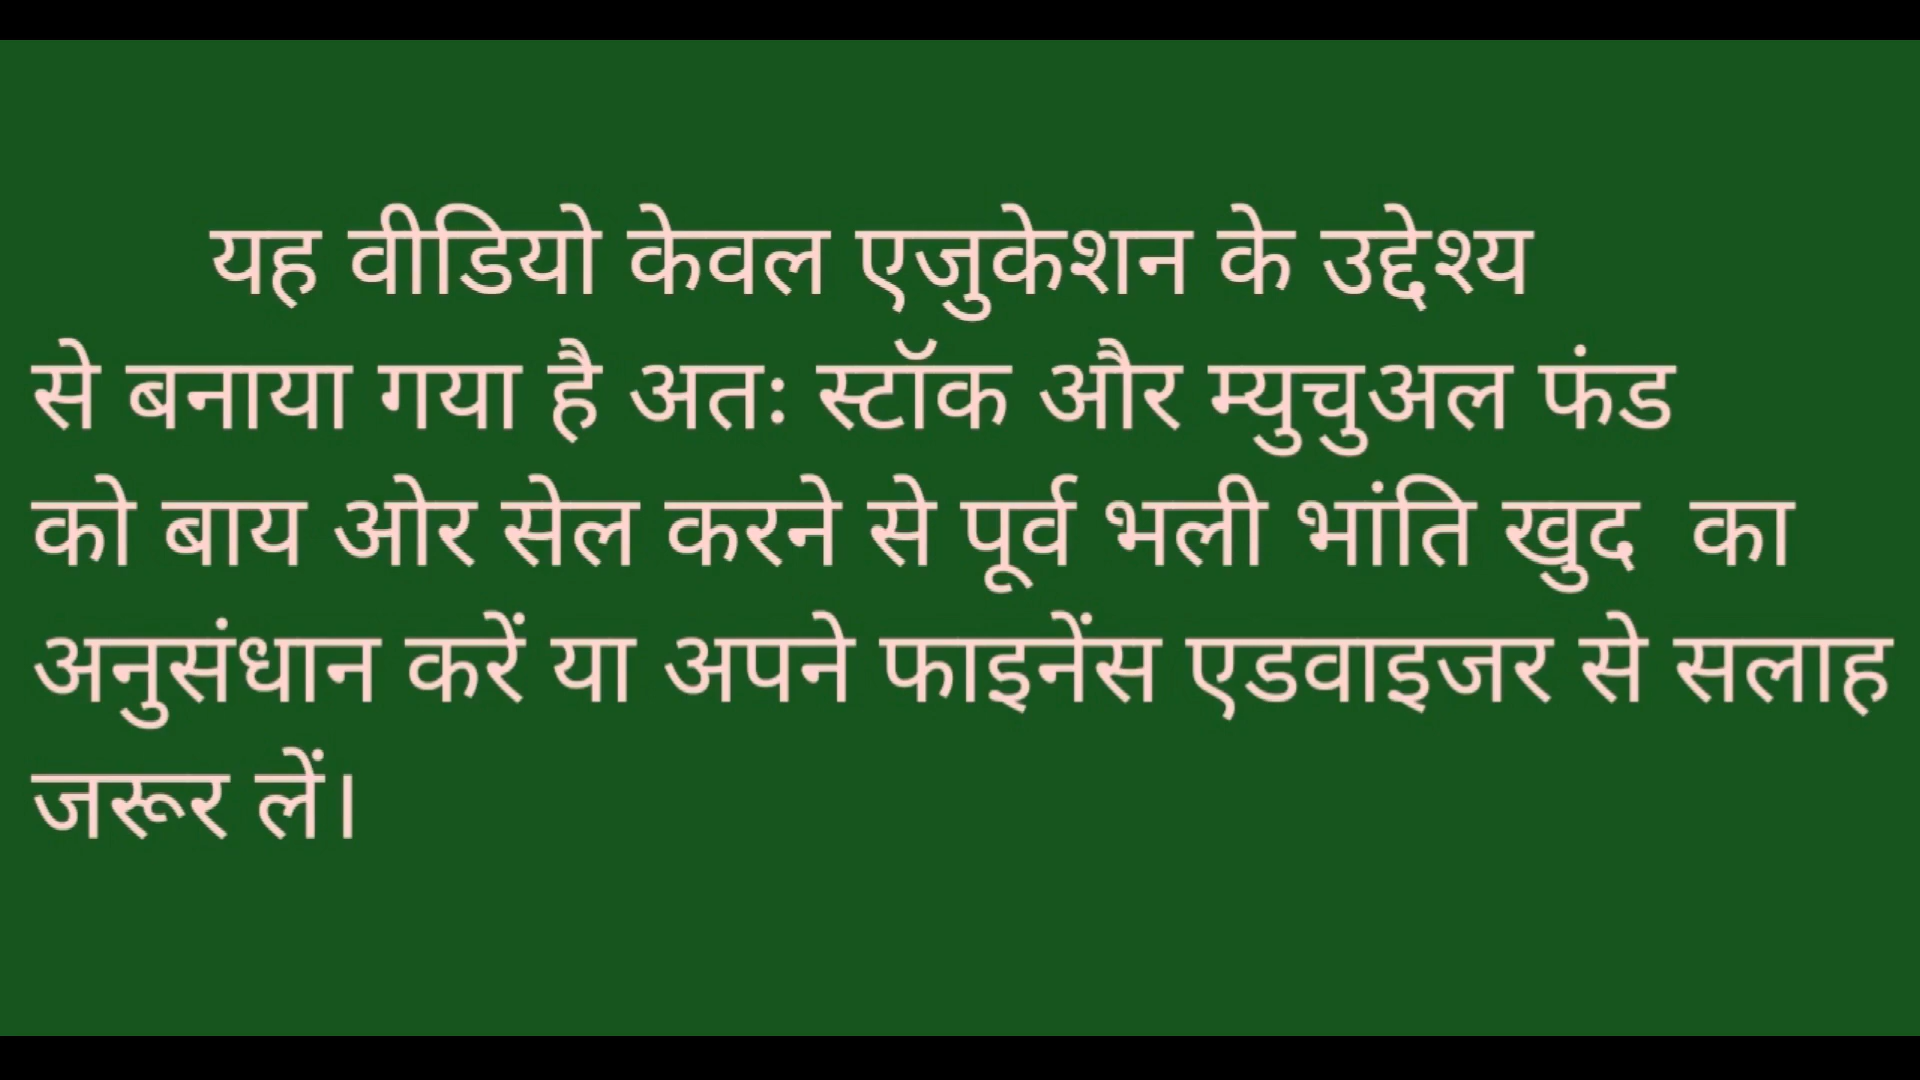 यह वीडियो केवल एजुकेशन के उद्देश्य
से बनाया गया है अतः स्टॉक और म्युचुअल फंड
को बाय ओर सेल करने से पूर्व भली भांति खुद  का
अनुसंधान करें या अपने फाइनेंस एडवाइजर से सलाह
जरूर लें।